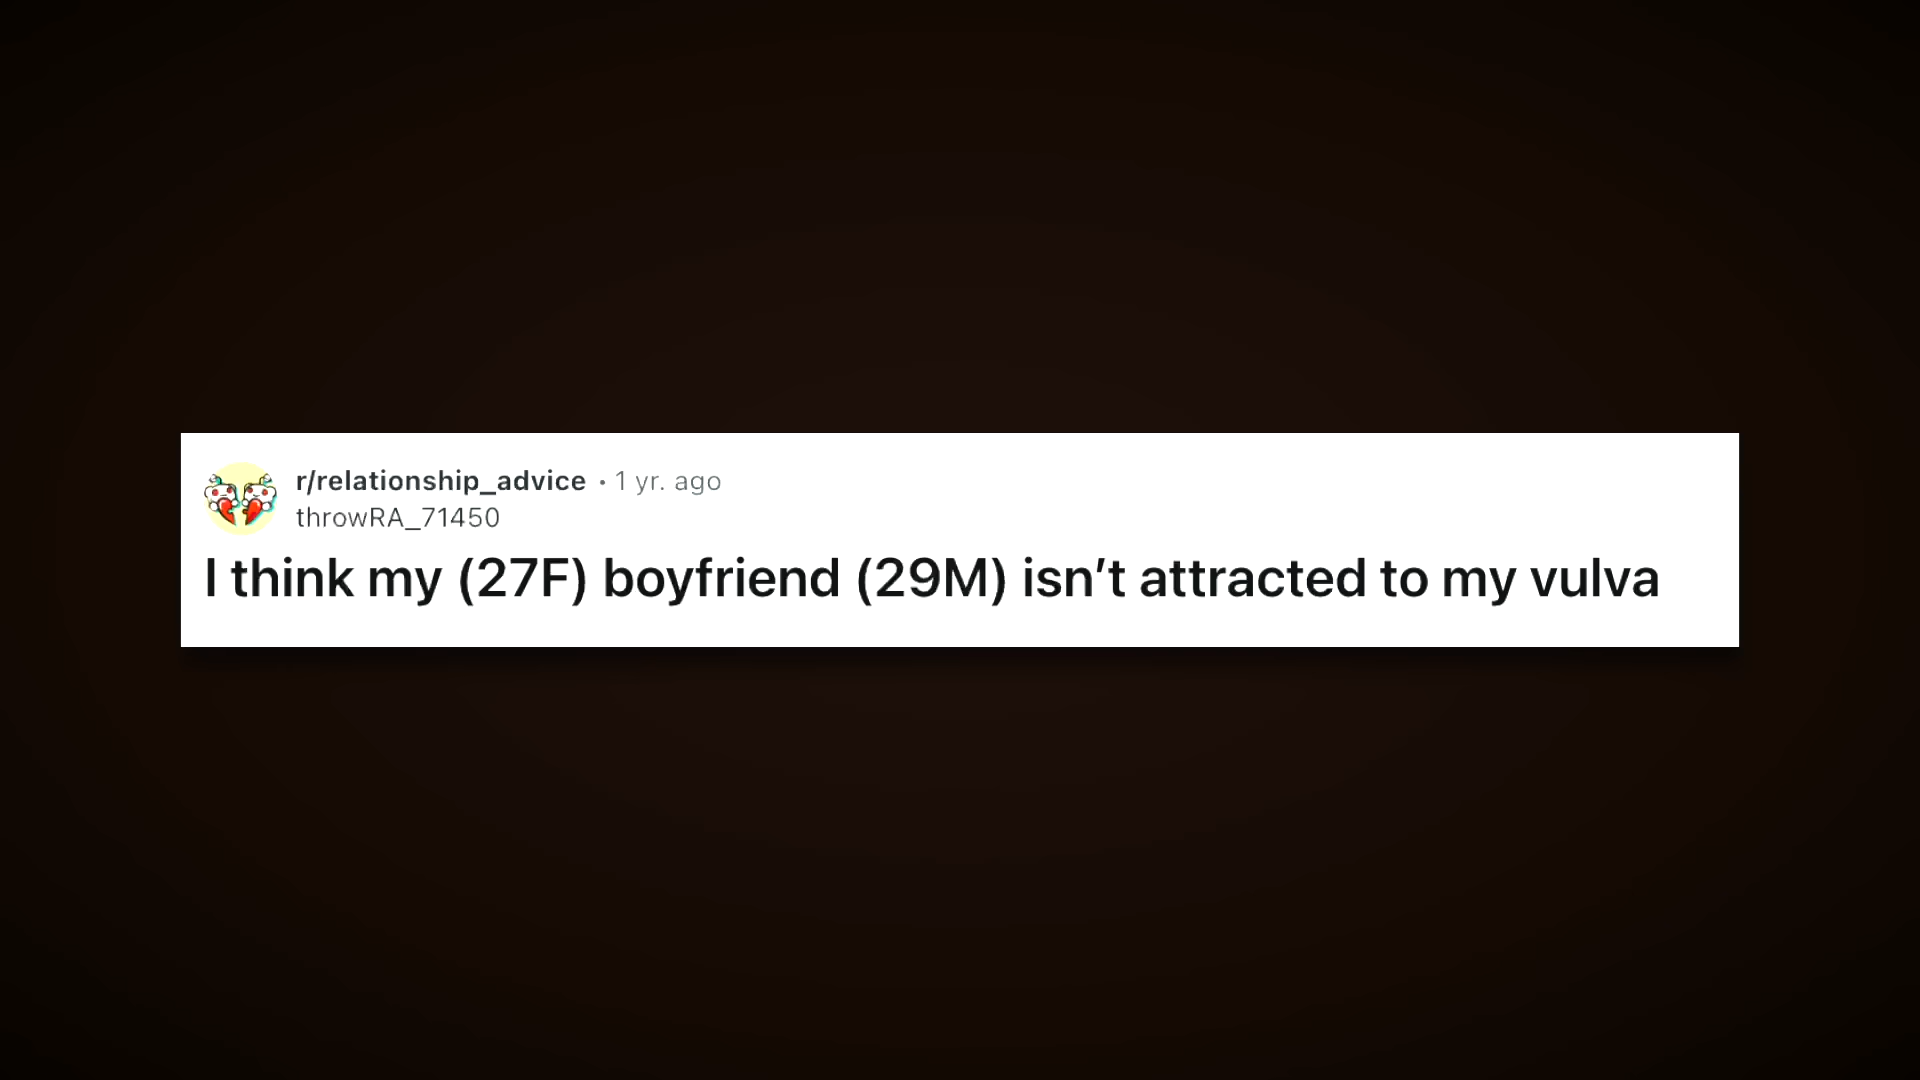 r/relationship_advice • 1 yr. ago
throwRA_71450
I think my (27F) boyfriend (29M) isn’t attracted to my vulva